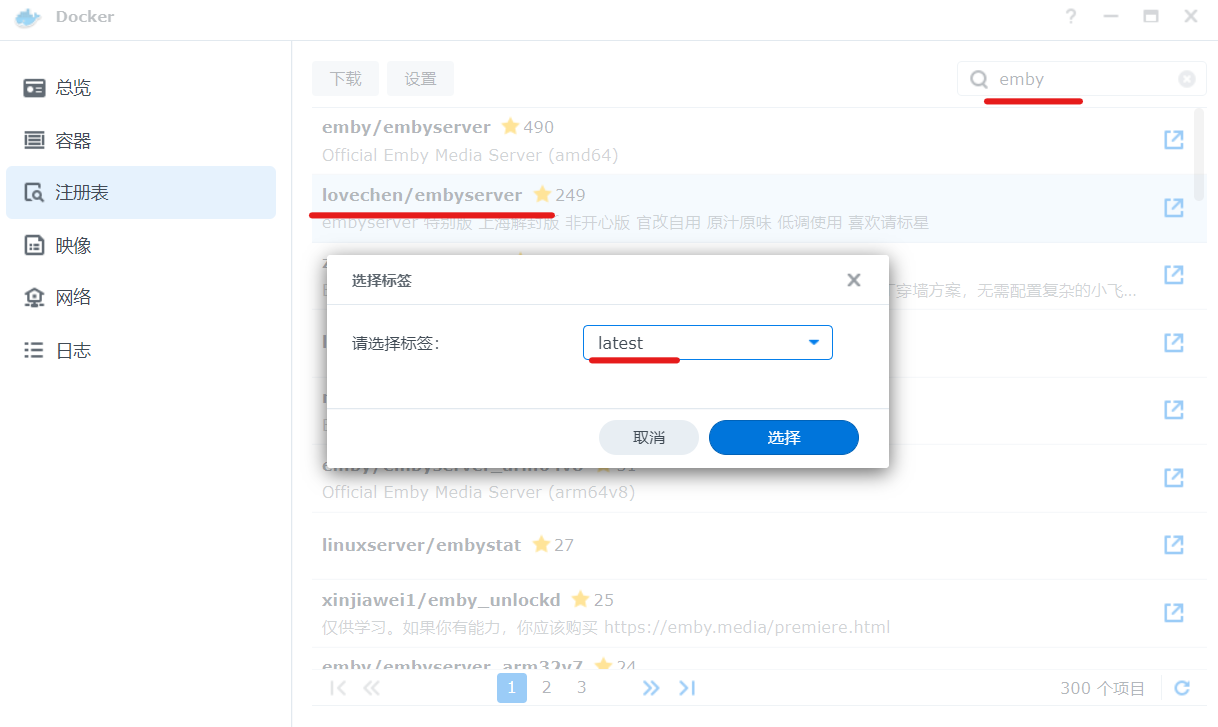 Docker
总览
容器
注册表
映像
网络
日志
下载
设置
emby
emby/embyserver 490
Official Emby Media Server (amd64)
lovechen/embyserver 249
embyserver 特别版 上海解封版 非开心版 官改自用 原汁原味 低调使用 喜欢请标星
穿墙方案，无需配置复杂的小飞...
选择标签
请选择标签：
latest
取消
选择
emby/embyserver_arm64v8 31
Official Emby Media Server (arm64v8)
linuxserver/embystat 27
xinjiawei1/emby_unlockd 25
仅供学习。如果你有能力，你应该购买 https://emby.media/premiere.html
emby/embyserver_arm32v7 24
1 2 3
300 个项目